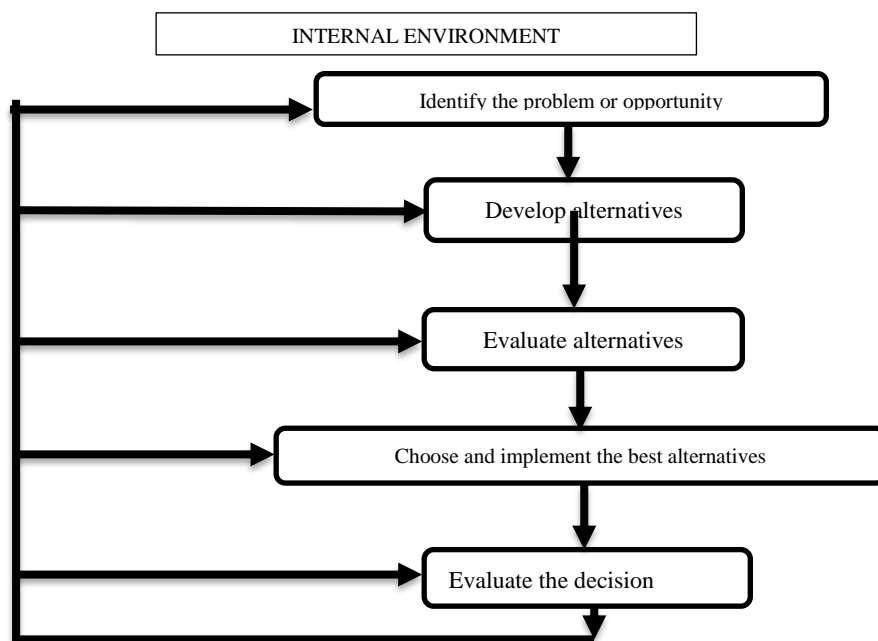 INTERNAL ENVIRONMENT
Identify the problem or opportunity
Develop alternatives
Evaluate alternatives
Choose and implement the best alternatives
Evaluate the decision